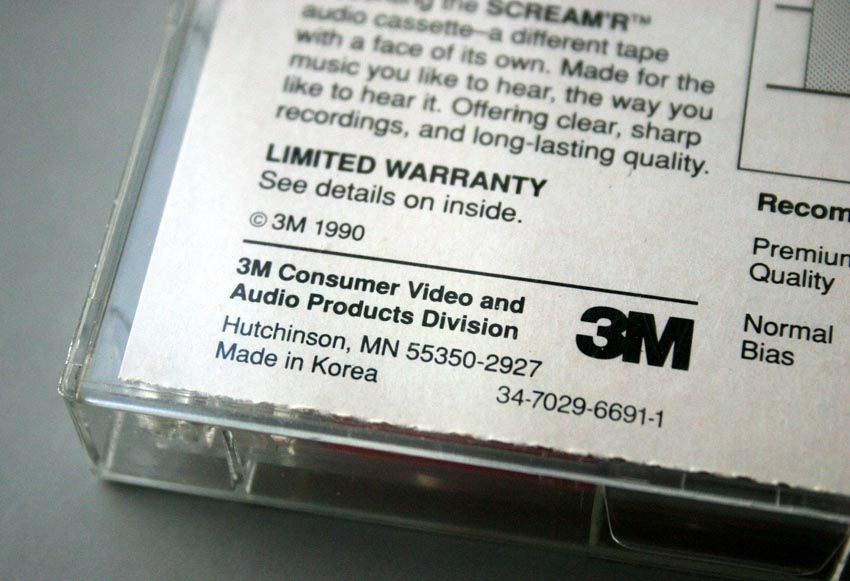 the SCREAM'R™
audio cassette–a different tape
with a face of its own. Made for the
music you like to hear, the way you
like to hear it. Offering clear, sharp
recordings, and long-lasting quality.
LIMITED WARRANTY
See details on inside.
© 3M 1990
3M Consumer Video and
Audio Products Division
Hutchinson, MN 55350-2927
Made in Korea
3M
34-7029-6691-1
Recom
Premium
Quality
Normal
Bias